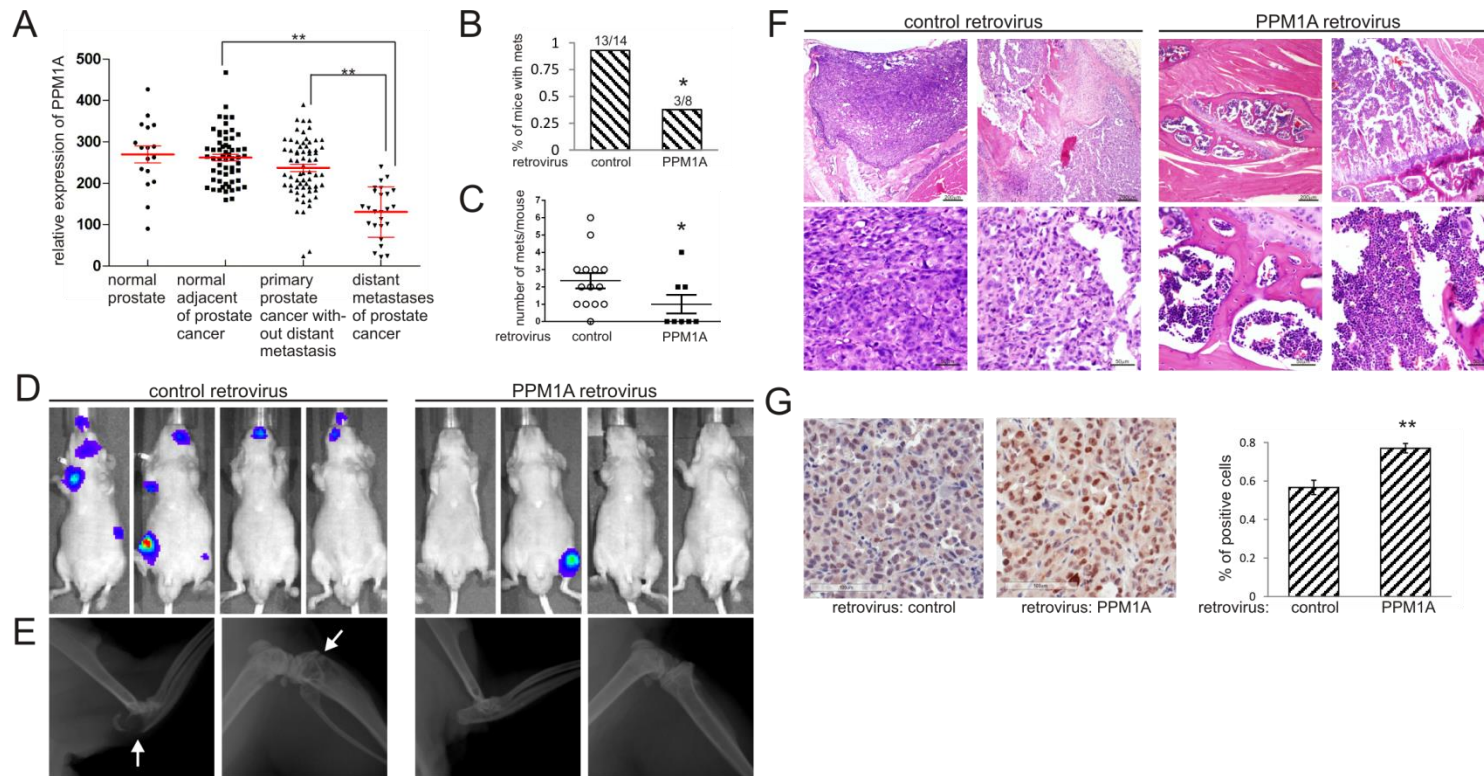 A
relative expression of PPM1A
500
400
300
200
100
0
**
**
normal
prostate
normal
adjacent
of prostate
cancer
primary
prostate
cancer with-
out distant
metastasis
distant
metastases
of prostate
cancer
B
% of mice with mets
1
0.75
0.5
0.25
0
13/14
*
3/8
retrovirus control PPM1A
C
number of mets/mouse
7
6
5
4
3
2
1
0
*
retrovirus control PPM1A
D
control retrovirus
PPM1A retrovirus
E
F
control retrovirus
PPM1A retrovirus
G
retrovirus: control
retrovirus: PPM1A
% of positive cells
0.8
0.6
0.4
0.2
0
**
retrovirus: control PPM1A